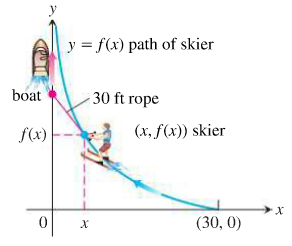 y
y = f(x) path of skier
boat
30 ft rope
f(x)
(x, f(x)) skier
x
0
x
(30, 0)